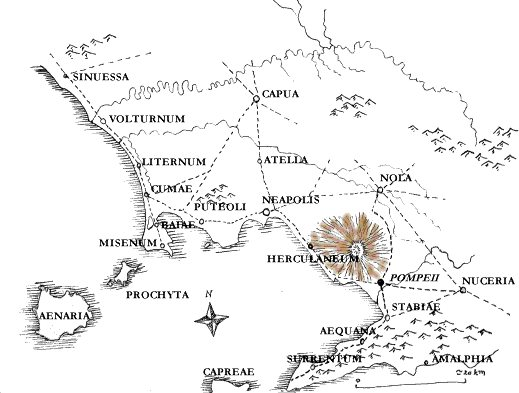 SINUESSA
CAPUA
VOLTURNUM
LITERNUM
ATELLA
CUMAE
NOLA
PUTEOLI
NEAPOLIS
BAIAE
MISENUM
HERCULANEUM
POMPEII
NUCERIA
PROCHYTA
N
AENARIA
STABIAE
AEQUANA
SURRENTUM
AMALPHIA
CAPREAE